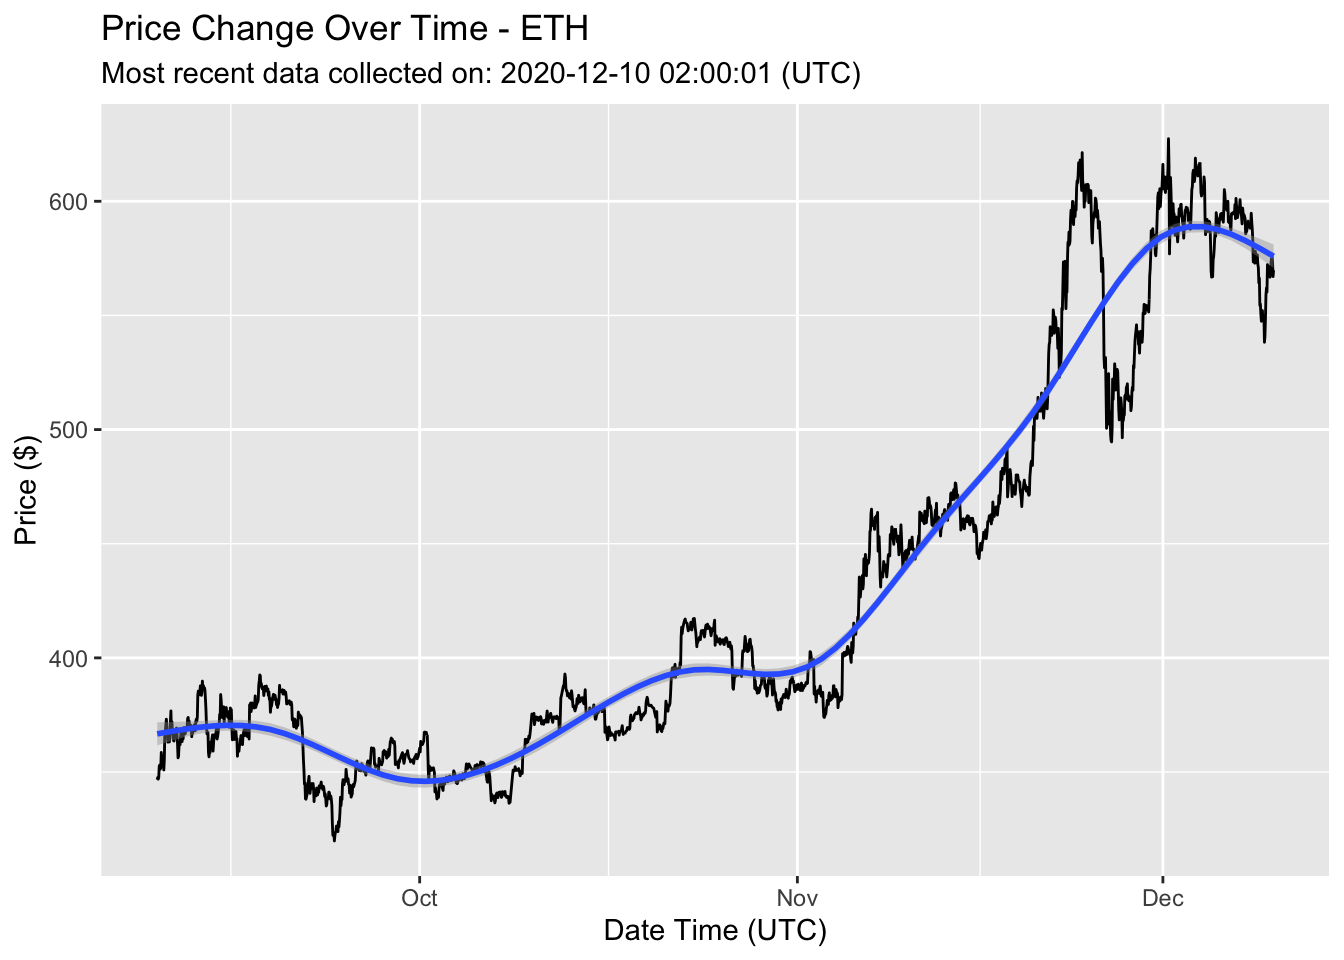 Price Change Over Time - ETH
Most recent data collected on: 2020-12-10 02:00:01 (UTC)
600
500
400
Price ($)
Oct Nov Dec
Date Time (UTC)